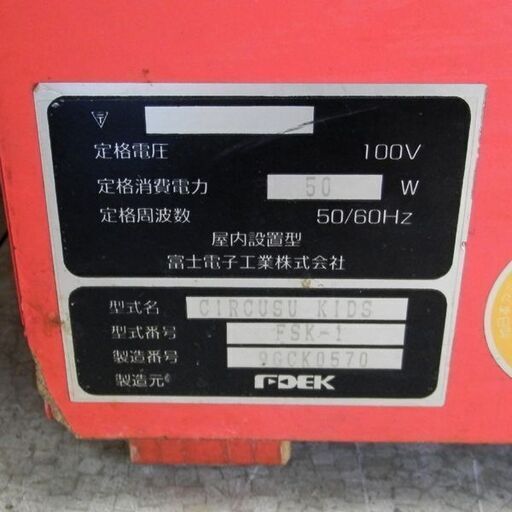 定格電圧 100V
定格消費電力 50 W
定格周波数 50/60Hz
屋内設置型
富士電子工業株式会社
型式名 CIRCUSU KIDS
型式番号 FSK-1
製造番号 9GCK0570
製造元 FDEK